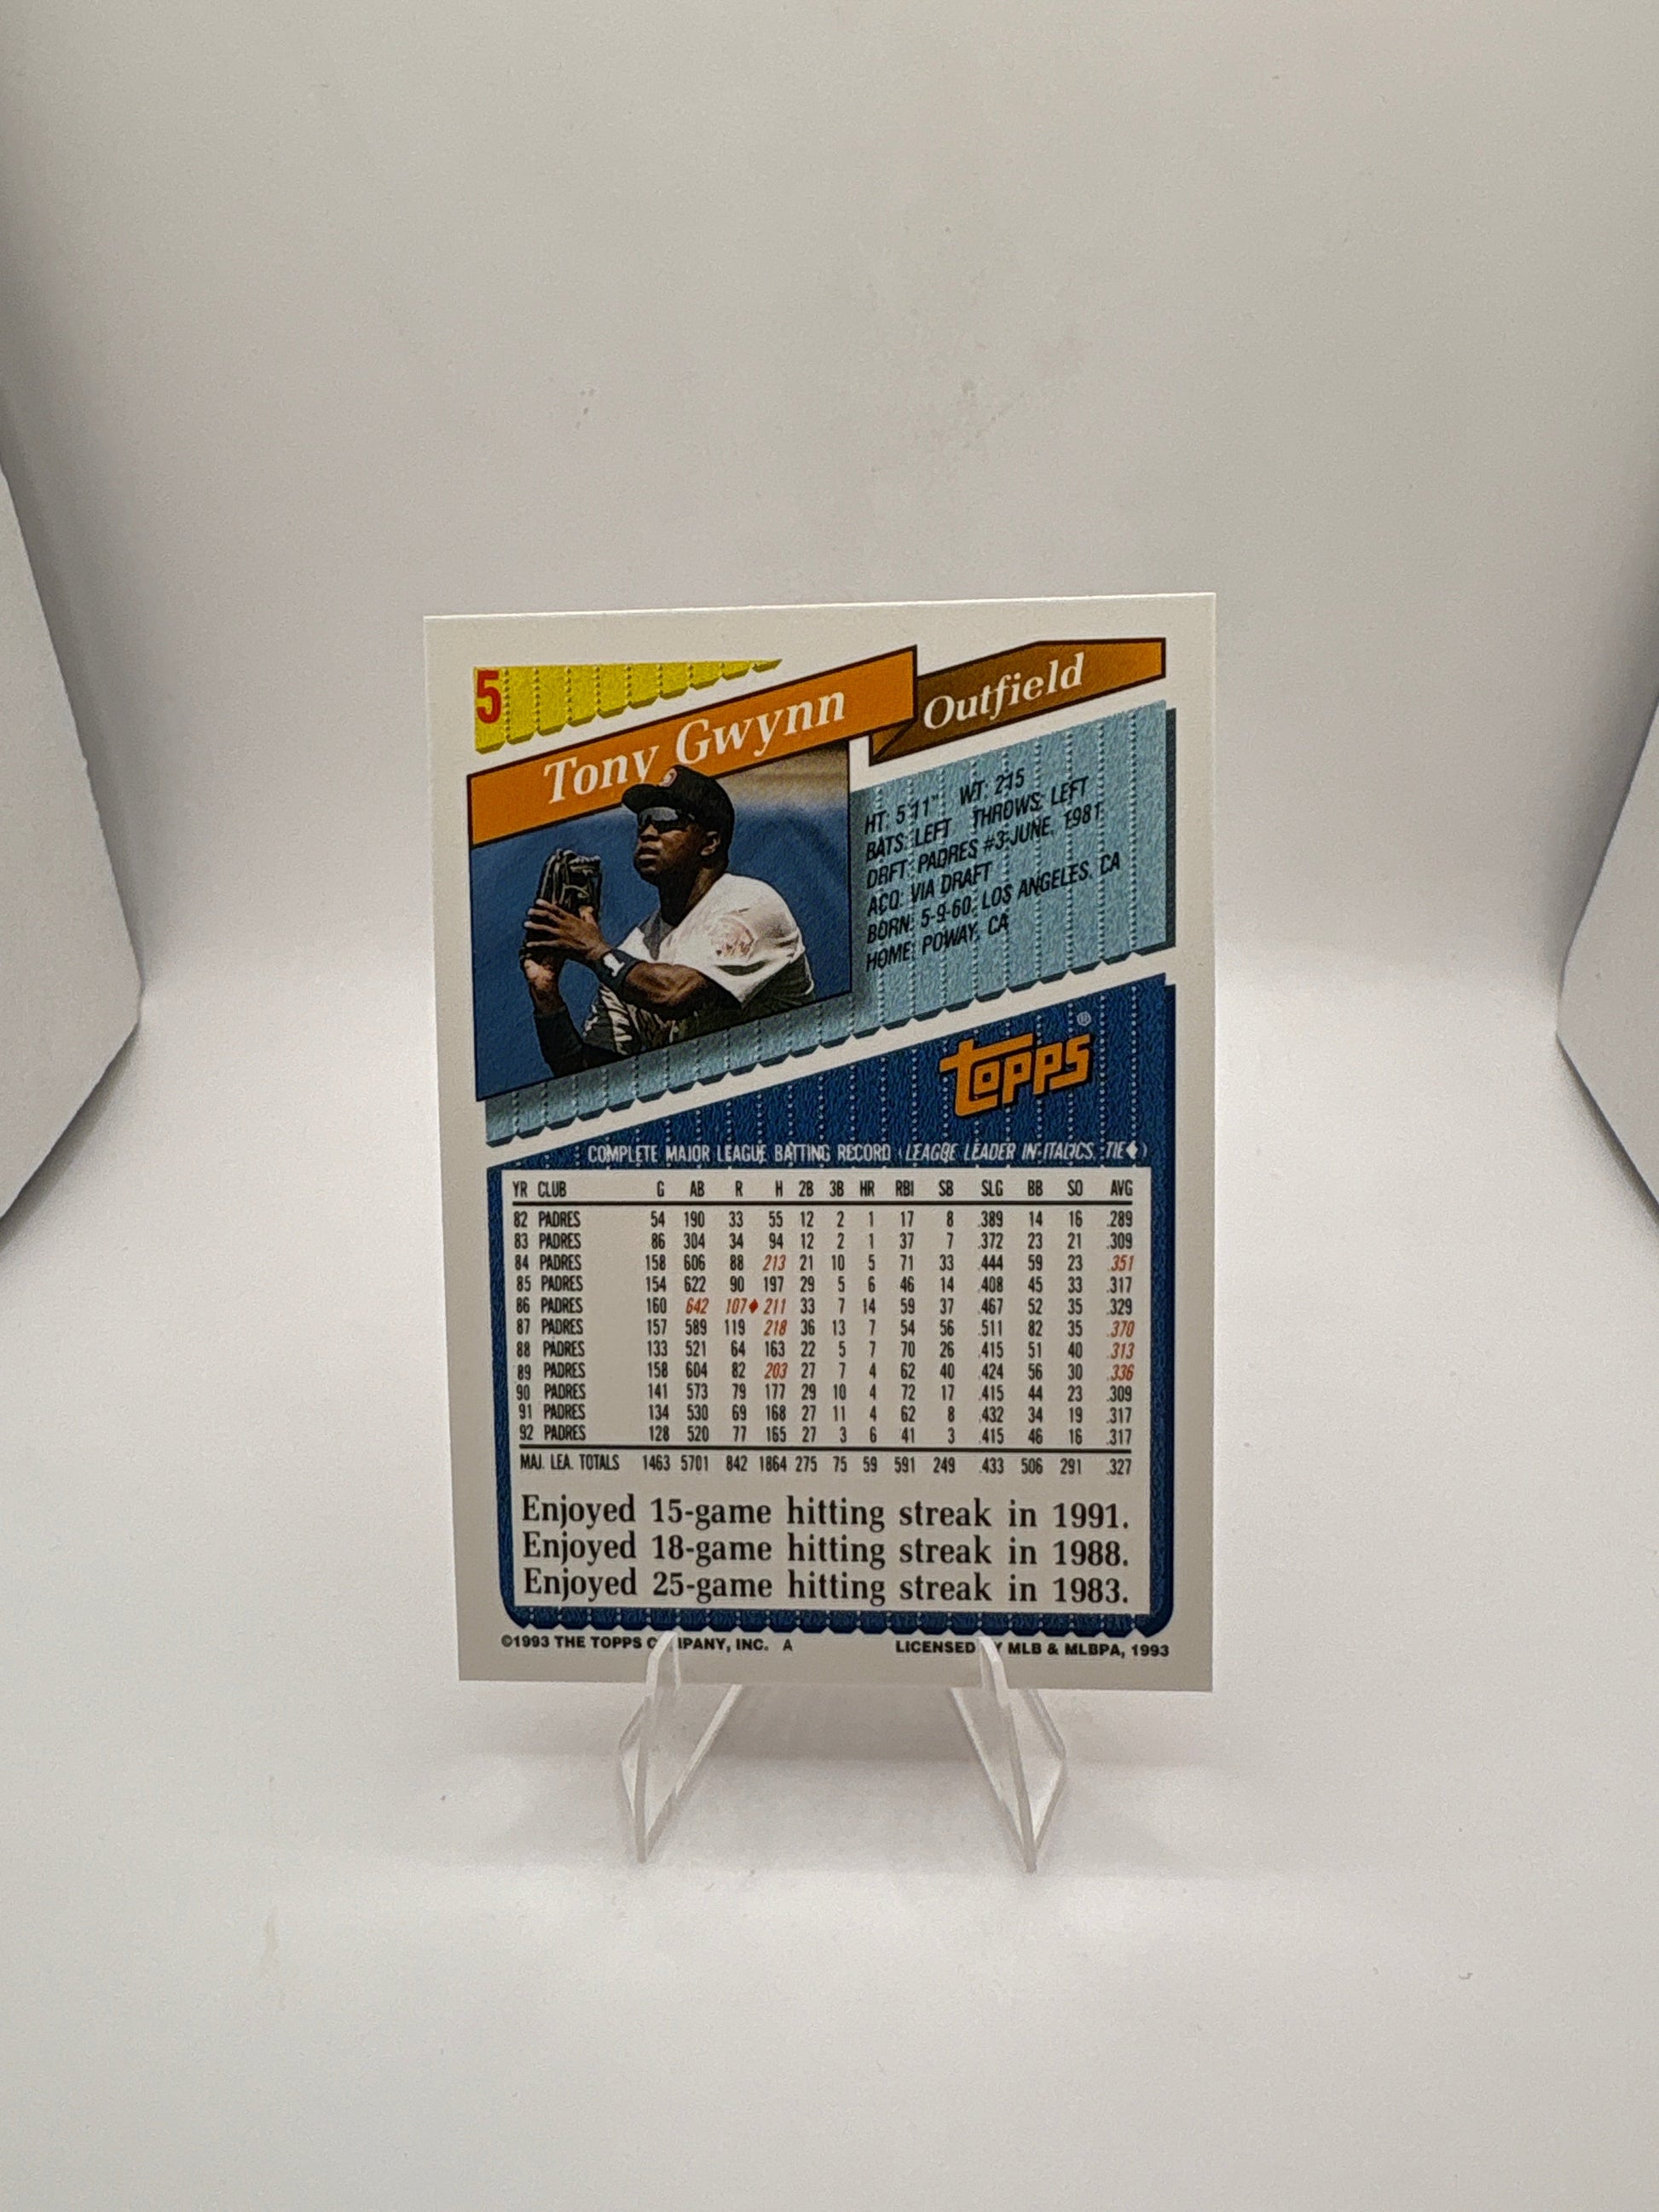 5
Tony Gwynn
Outfield
HT: 5'11" WT: 215
BATS: LEFT THROWS: LEFT
DRFT: PADRES #3-JUNE, 1981
ACQ: VIA DRAFT
BORN: 5-9-60, LOS ANGELES, CA
HOME: POWAY, CA
TOPPS®
COMPLETE MAJOR LEAGUE BATTING RECORD (LEAGUE LEADER IN ITALICS, TIE♦)
YR CLUB G AB R H 2B 3B HR RBI SB SLG BB SO AVG
82 PADRES 54 190 33 55 12 2 1 17 8 .389 14 16 .289
83 PADRES 86 304 34 94 12 2 1 37 7 .372 23 21 .309
84 PADRES 158 606 88 213 21 10 5 71 33 .444 59 23 .351
85 PADRES 154 622 90 197 29 5 6 46 14 .408 45 33 .317
86 PADRES 160 642 107♦ 211 33 7 14 59 37 .467 52 35 .329
87 PADRES 157 589 119 218 36 13 7 54 56 .511 82 35 .370
88 PADRES 133 521 64 163 22 5 7 70 26 .415 51 40 .313
89 PADRES 158 604 82 203 27 7 4 62 40 .424 56 30 .336
90 PADRES 141 573 79 177 29 10 4 72 17 .415 44 23 .309
91 PADRES 134 530 69 168 27 11 4 62 8 .432 34 19 .317
92 PADRES 128 520 77 165 27 3 6 41 3 .415 46 16 .317
MAJ. LEA. TOTALS 1463 5701 842 1864 275 75 59 591 249 .433 506 291 .327
Enjoyed 15-game hitting streak in 1991.
Enjoyed 18-game hitting streak in 1988.
Enjoyed 25-game hitting streak in 1983.
©1993 THE TOPPS COMPANY, INC. A LICENSED BY MLB & MLBPA, 1993